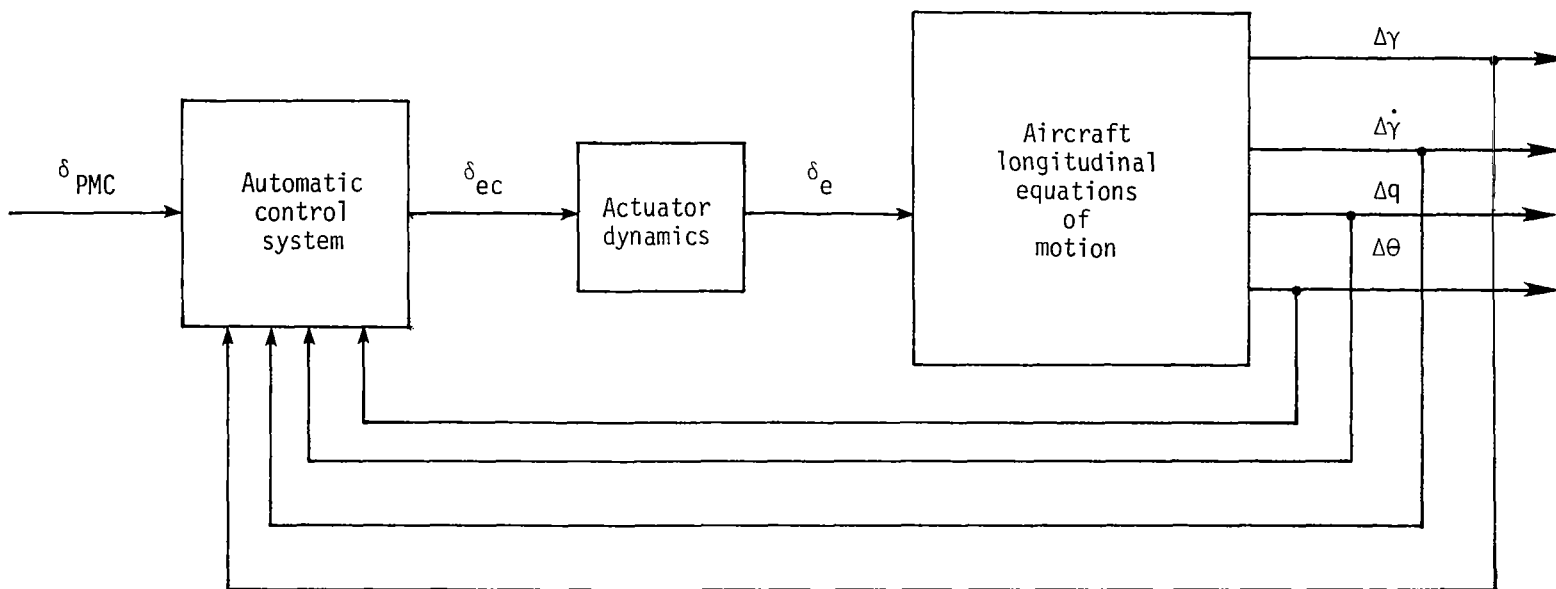 δPMC
Automatic
control
system
δec
Actuator
dynamics
δe
Aircraft
longitudinal
equations
of
motion
Δγ
Δγ̇
Δq
Δθ